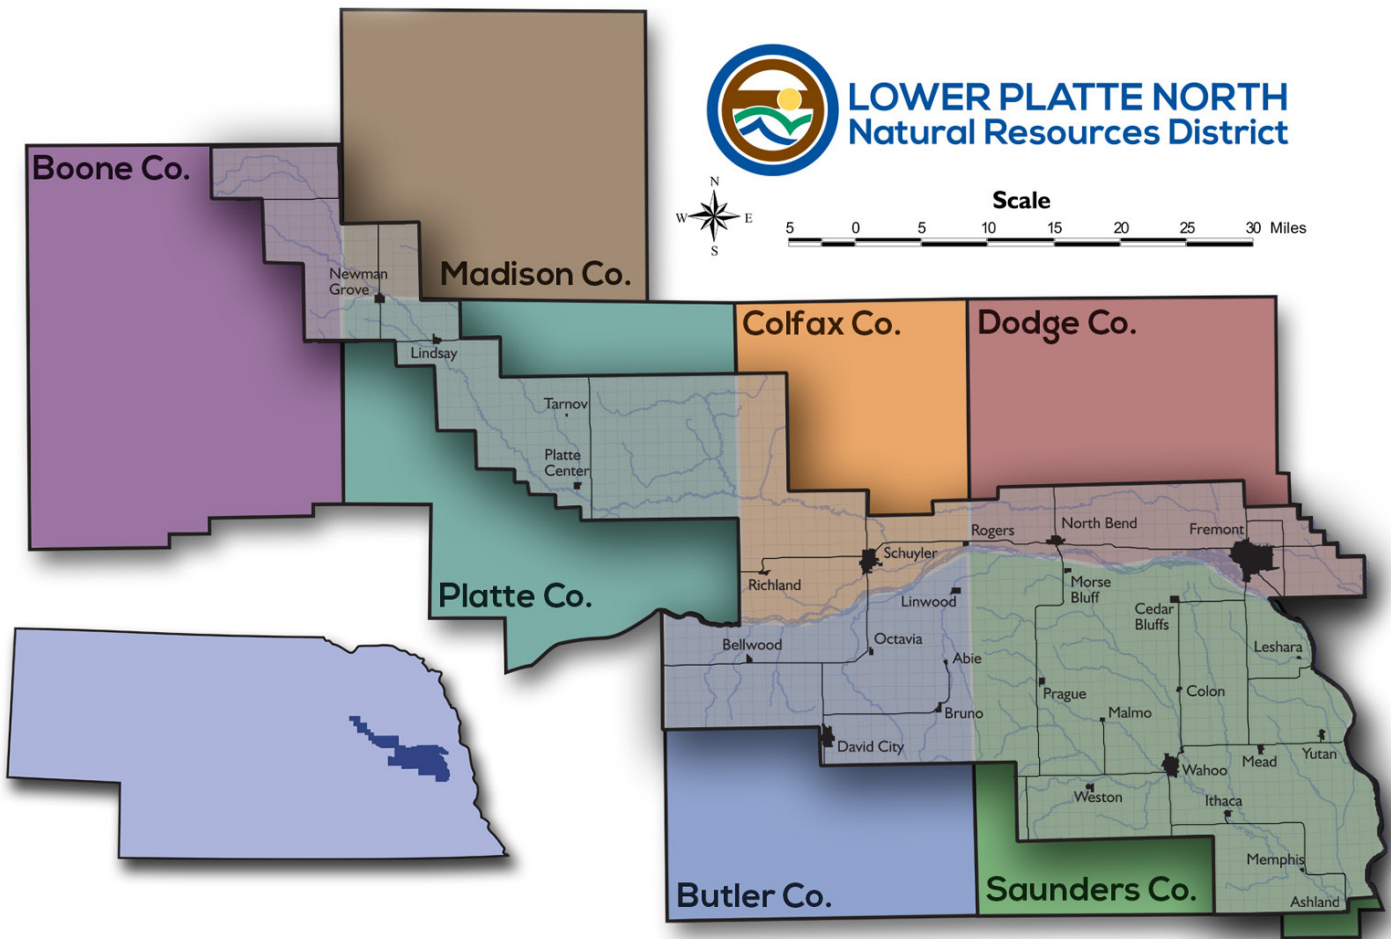 LOWER PLATTE NORTH
Natural Resources District
Boone Co.
N
W
E
S
Scale
5 0 5 10 15 20 25 30 Miles
Newman
Grove
Madison Co.
Lindsay
Colfax Co.
Dodge Co.
Tarnov
Platte
Center
Rogers
North Bend
Fremont
Schuyler
Richland
Platte Co.
Linwood
Morse
Bluff
Cedar
Bluffs
Bellwood
Octavia
Abie
Leshara
Prague
Colon
Bruno
Malmo
David City
Wahoo
Mead
Yutan
Weston
Ithaca
Memphis
Butler Co.
Saunders Co.
Ashland